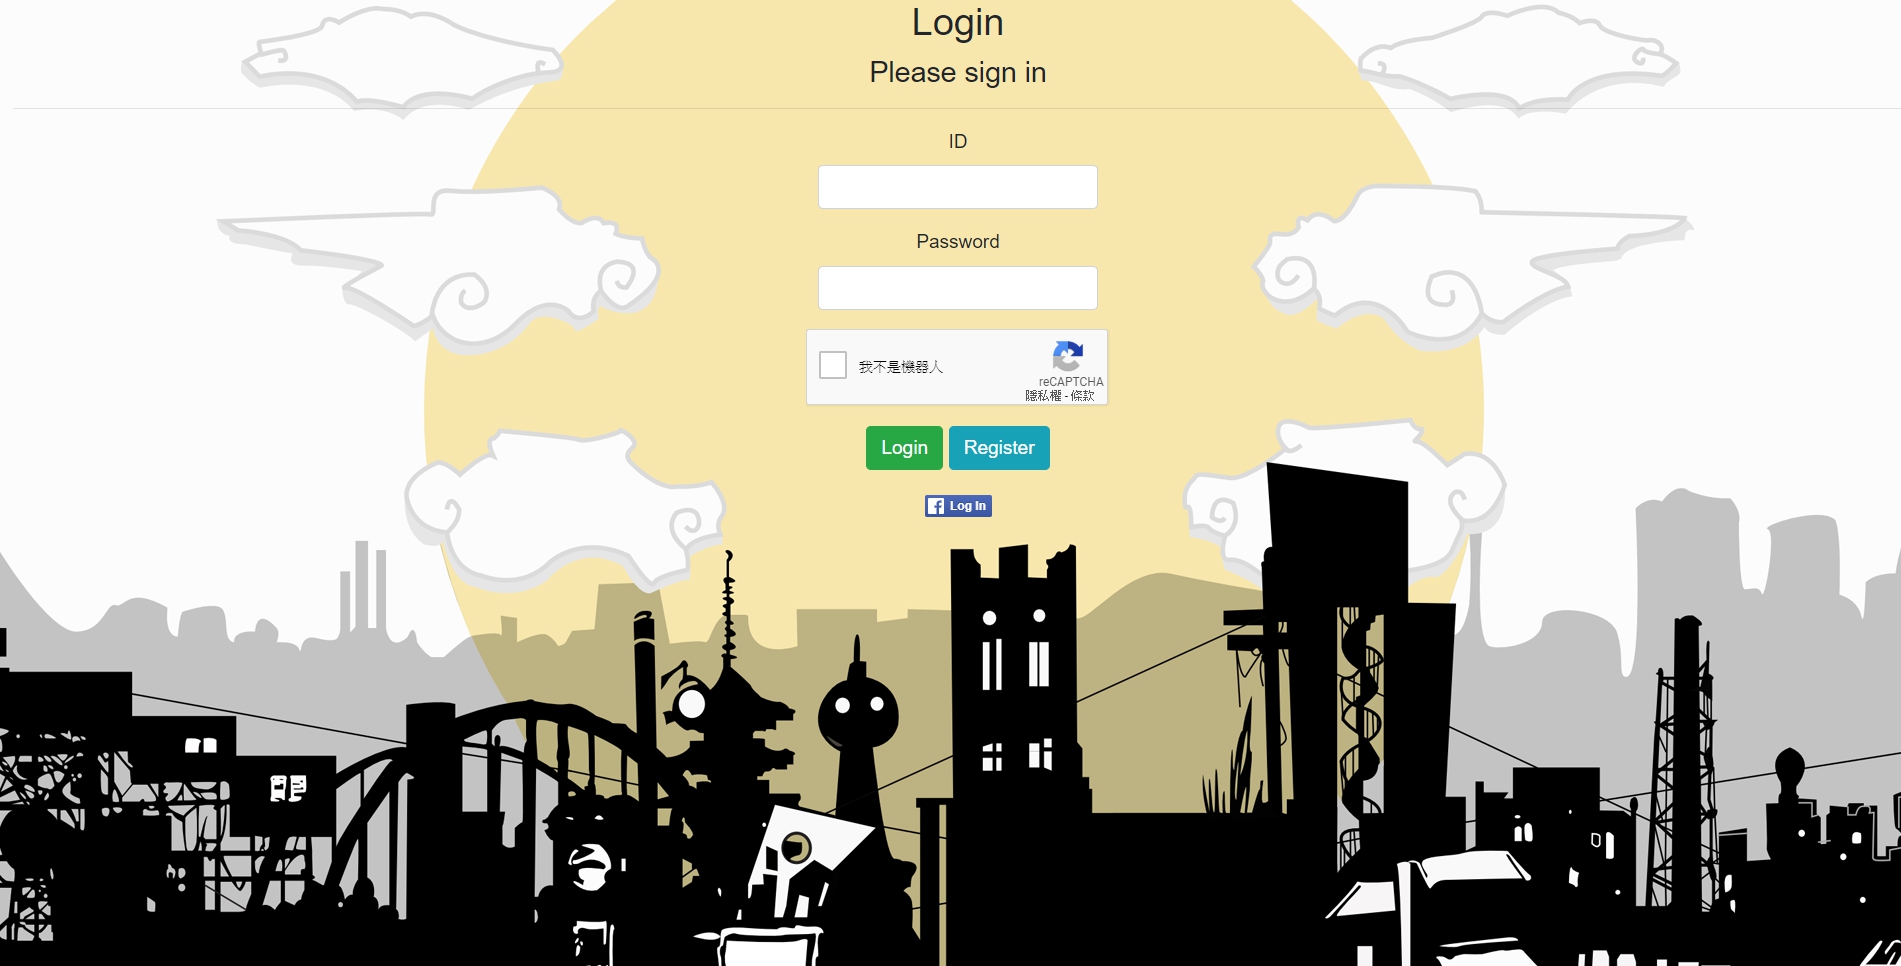 Login
Please sign in
ID
Password
我不是機器人
reCAPTCHA
隱私權 - 條款
Login Register
Log In